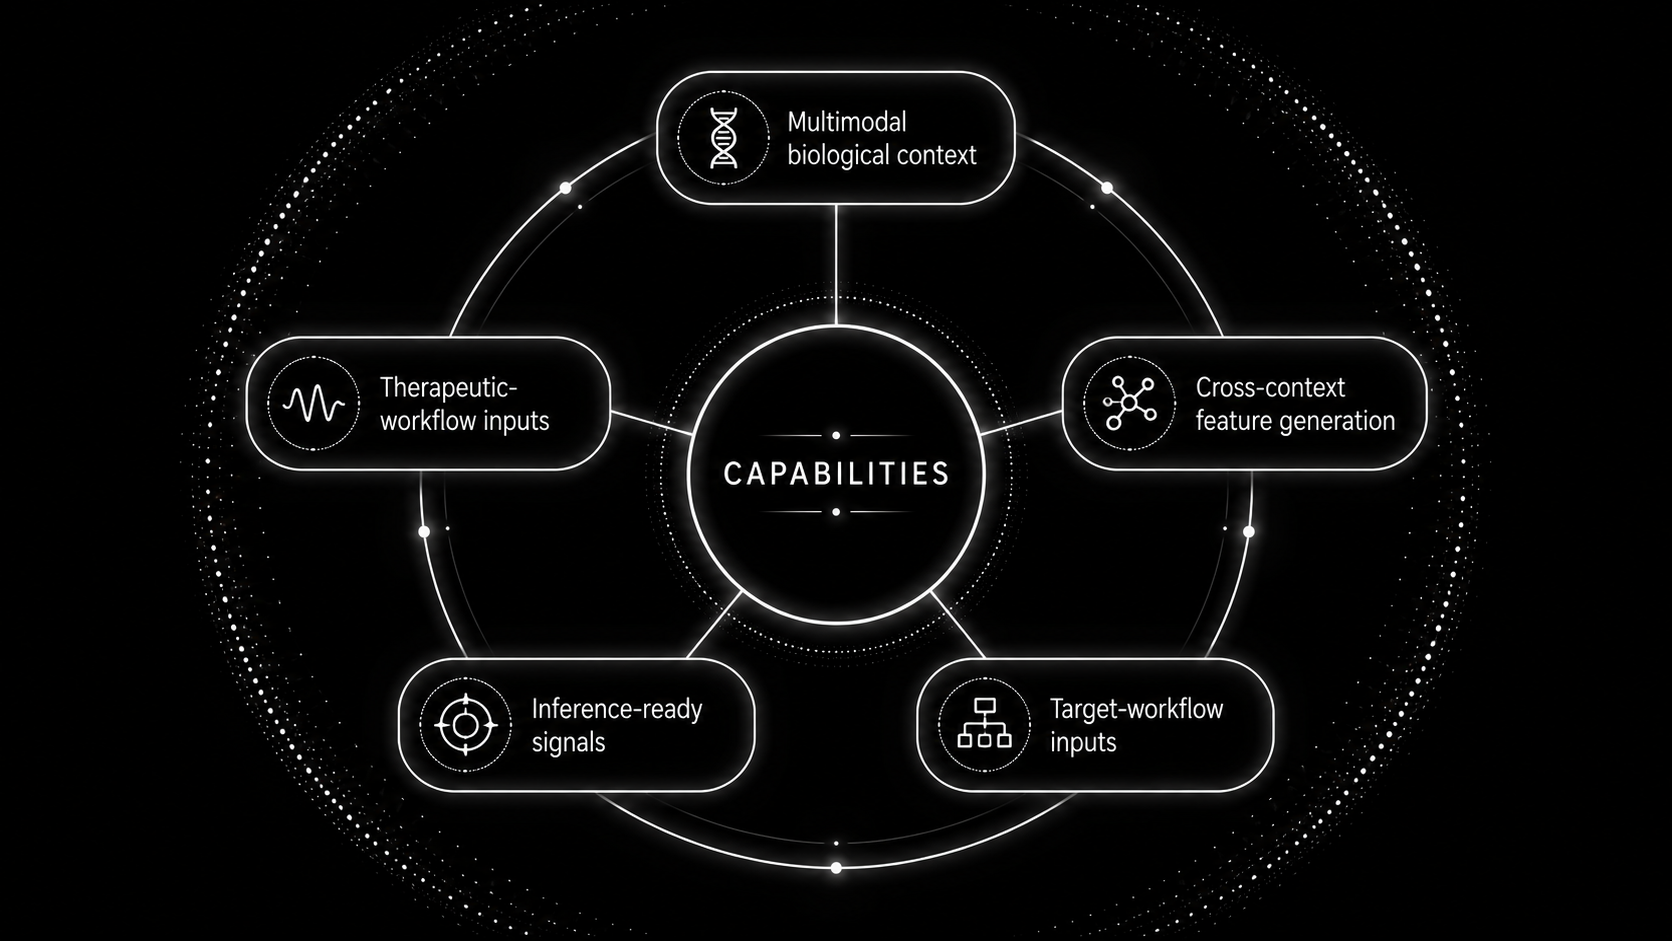 Multimodal
biological context
Therapeutic-
workflow inputs
Cross-context
feature generation
CAPABILITIES
Inference-ready
signals
Target-workflow
inputs